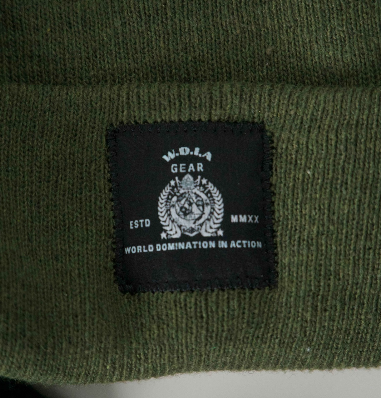 W.D.I.A
GEAR
ESTD MMXX
WORLD DOMINATION IN ACTION